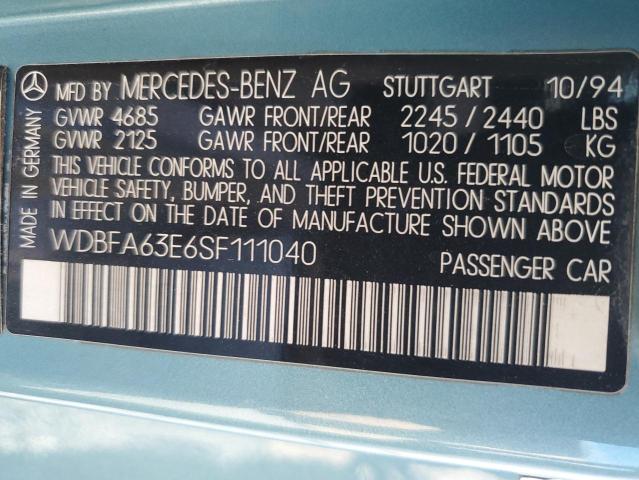 MFD BY MERCEDES-BENZ AG STUTTGART 10/94
GVWR 4685 GAWR FRONT/REAR 2245/2440 LBS
GVWR 2125 GAWR FRONT/REAR 1020/1105 KG
THIS VEHICLE CONFORMS TO ALL APPLICABLE U.S. FEDERAL MOTOR
VEHICLE SAFETY, BUMPER, AND THEFT PREVENTION STANDARDS
IN EFFECT ON THE DATE OF MANUFACTURE SHOWN ABOVE
WDBFA63E6SF111040 PASSENGER CAR
MADE IN GERMANY